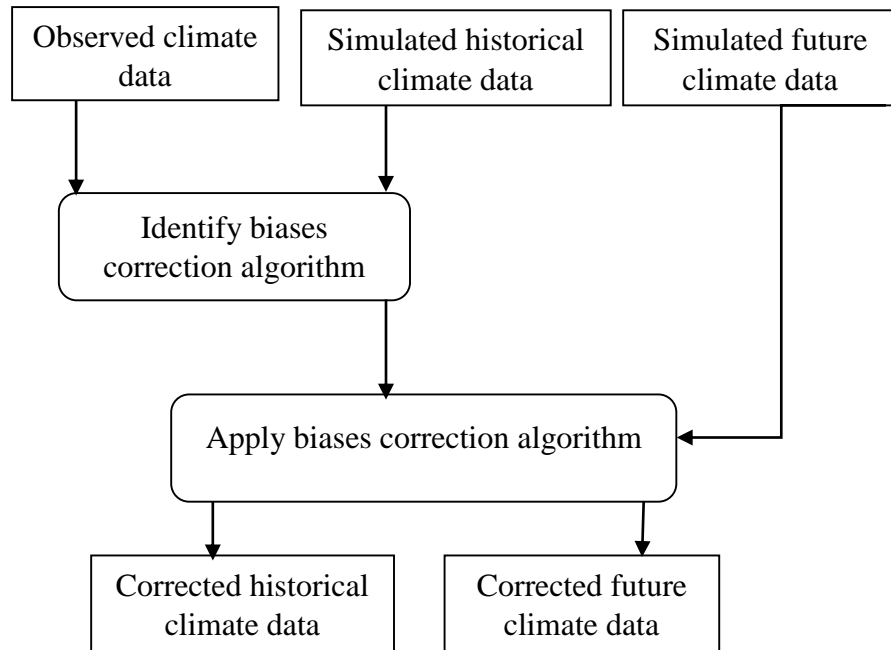 Observed climate
data
Simulated historical
climate data
Simulated future
climate data
Identify biases
correction algorithm
Apply biases correction algorithm
Corrected historical
climate data
Corrected future
climate data